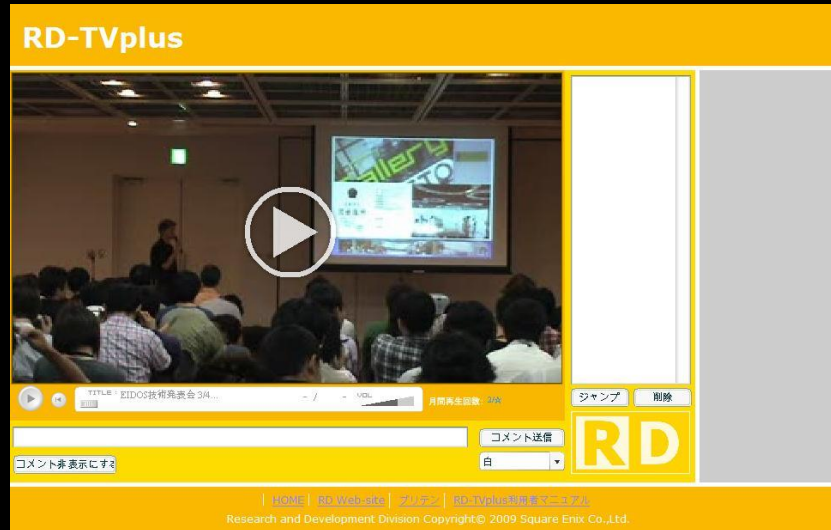 RD-TVplus
Gallery
TITLE : EIDOS技術発表会 3/4... - / - VOL
月間再生回数
ジャンプ 削除
コメント送信
コメント非表示にする
白
RD
HOME RD Web-site プリテン RD-TVplus利用者マニュアル
Research and Development Division Copyright© 2009 Square Enix Co.,Ltd.